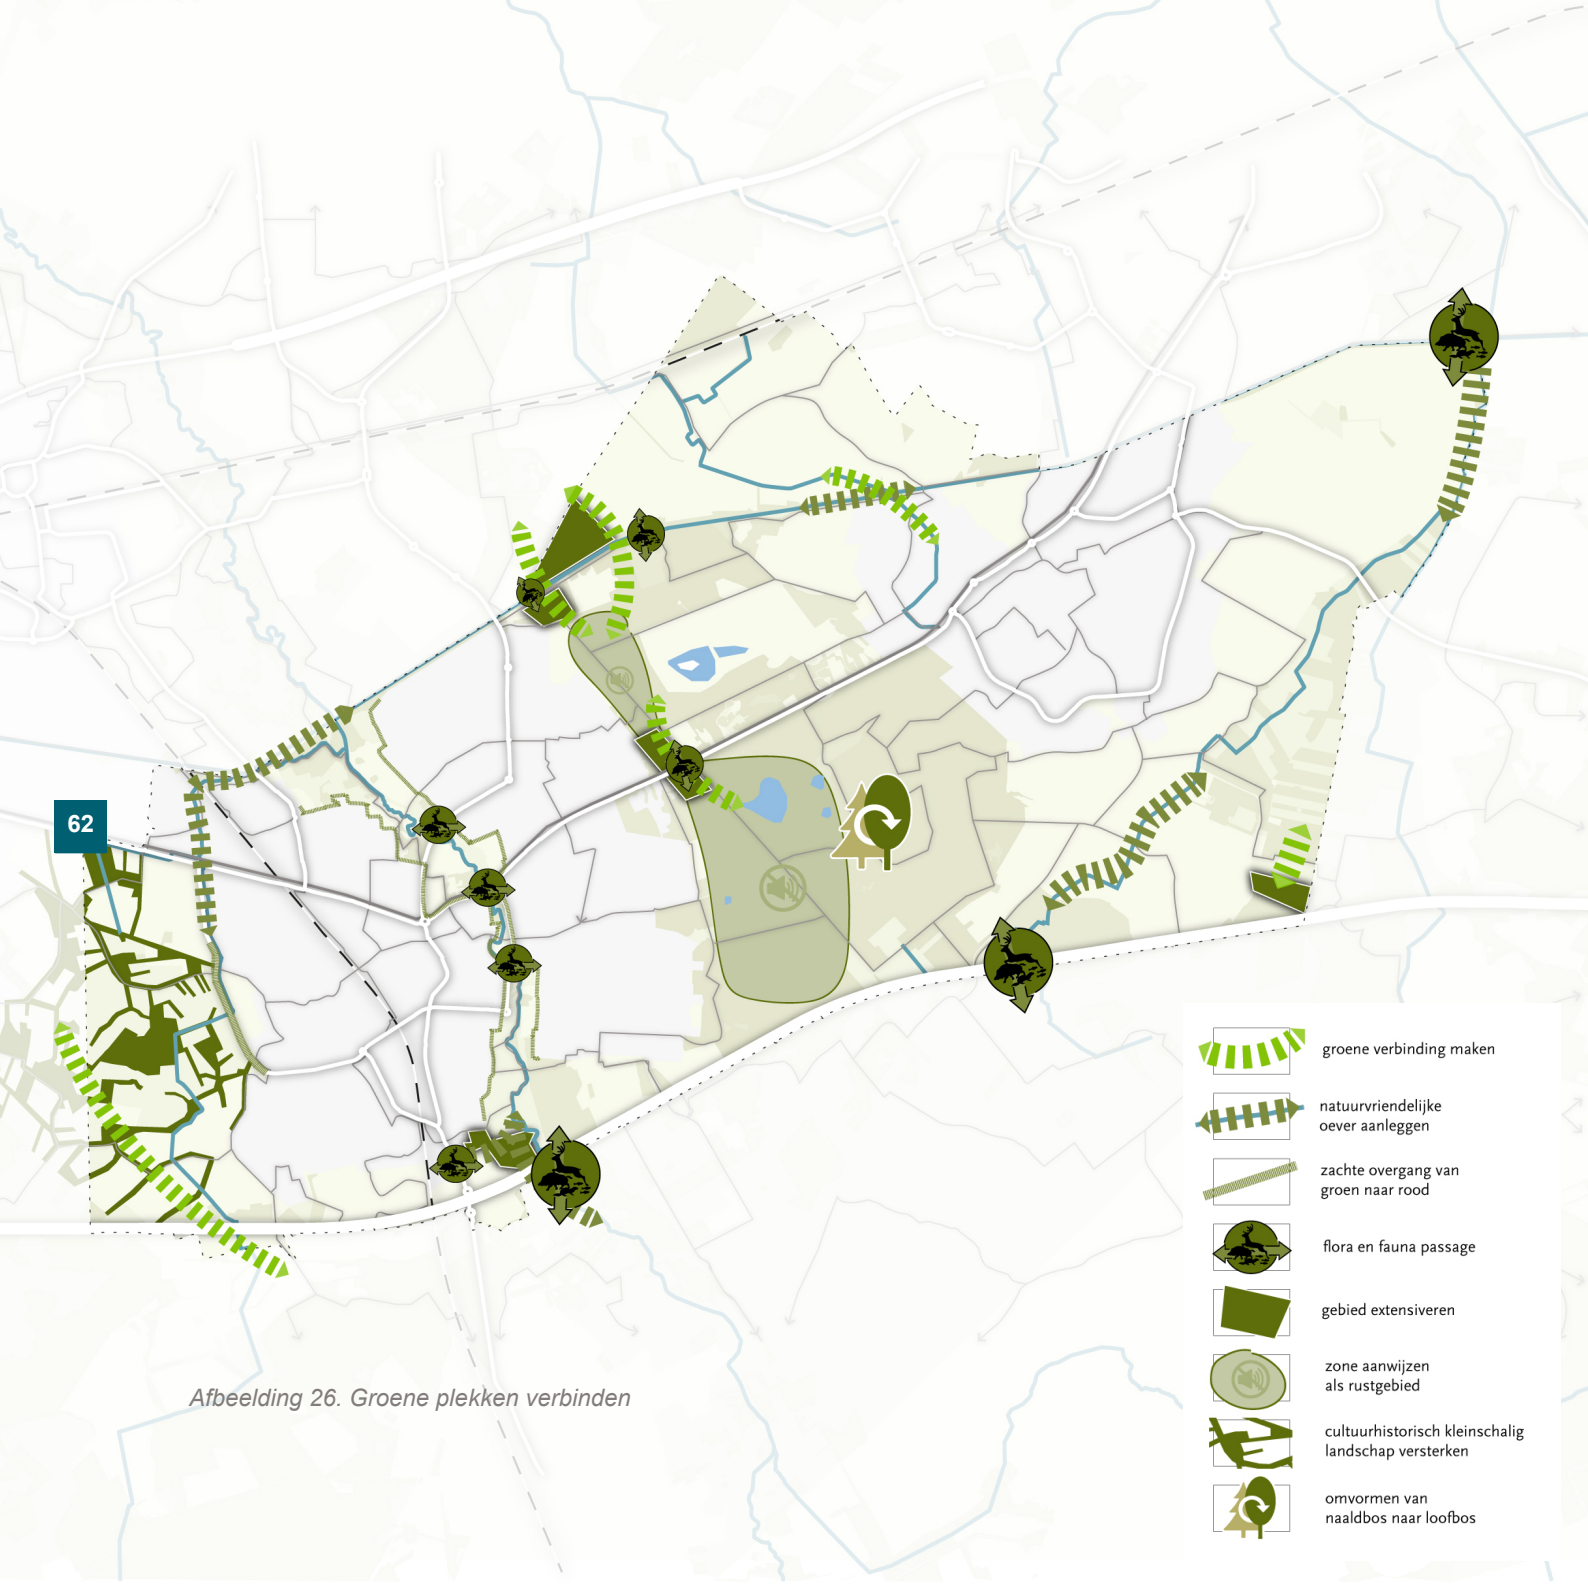 62
groene verbinding maken
natuurvriendelijke
oever aanleggen
zachte overgang van
groen naar rood
flora en fauna passage
gebied extensiveren
zone aanwijzen
als rustgebied
cultuurhistorisch kleinschalig
landschap versterken
omvormen van
naaldbos naar loofbos
Afbeelding 26. Groene plekken verbinden